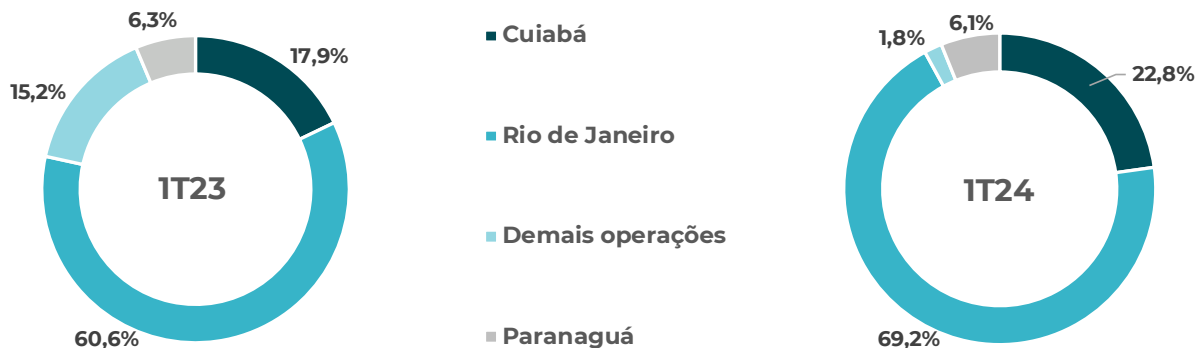 6,3%
17,9%
15,2%
1T23
60,6%
Cuiabá
Rio de Janeiro
Demais operações
Paranaguá
6,1%
1,8%
22,8%
1T24
69,2%